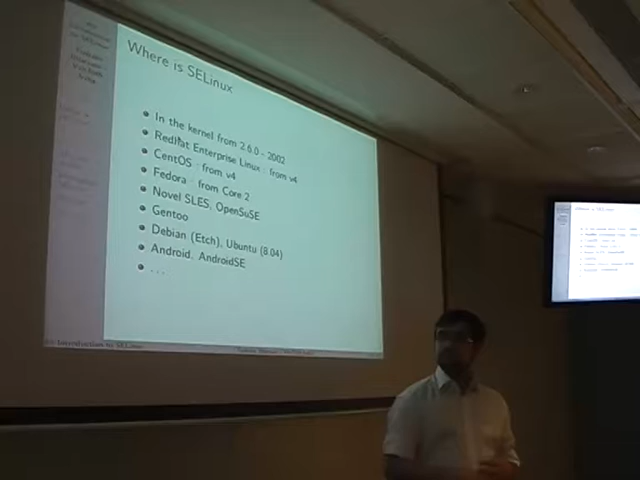 Where is SELinux
In the kernel from 2.6.0 - 2002
RedHat Enterprise Linux - from v4
CentOS - from v4
Fedora - from Core 2
Novel SLES, OpenSuSE
Gentoo
Debian (Etch), Ubuntu (8.04)
Android, AndroidSE
...
Introduction to SELinux